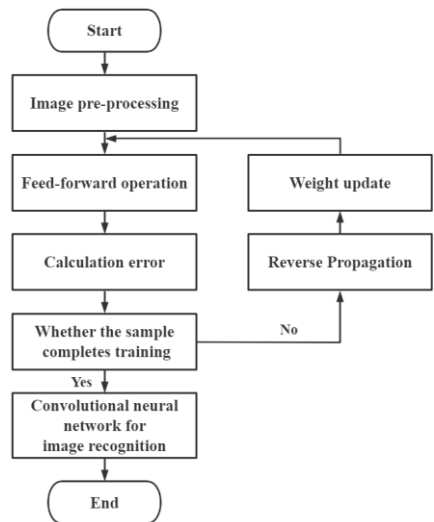 Start
Image pre-processing
Feed-forward operation
Weight update
Calculation error
Reverse Propagation
Whether the sample
completes training
No
Yes
Convolutional neural
network for
image recognition
End